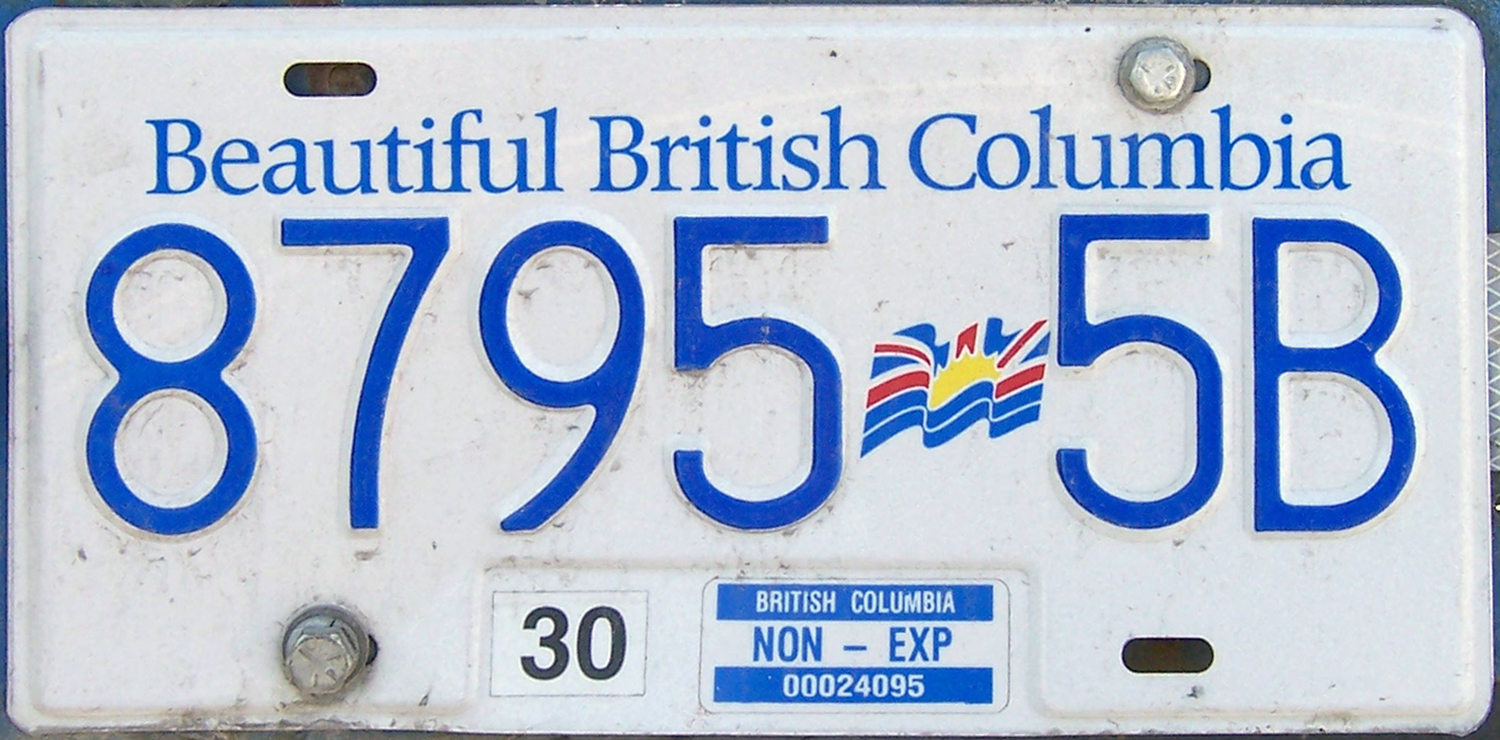 Beautiful British Columbia
8795 5B
30
BRITISH COLUMBIA
NON – EXP
00024095